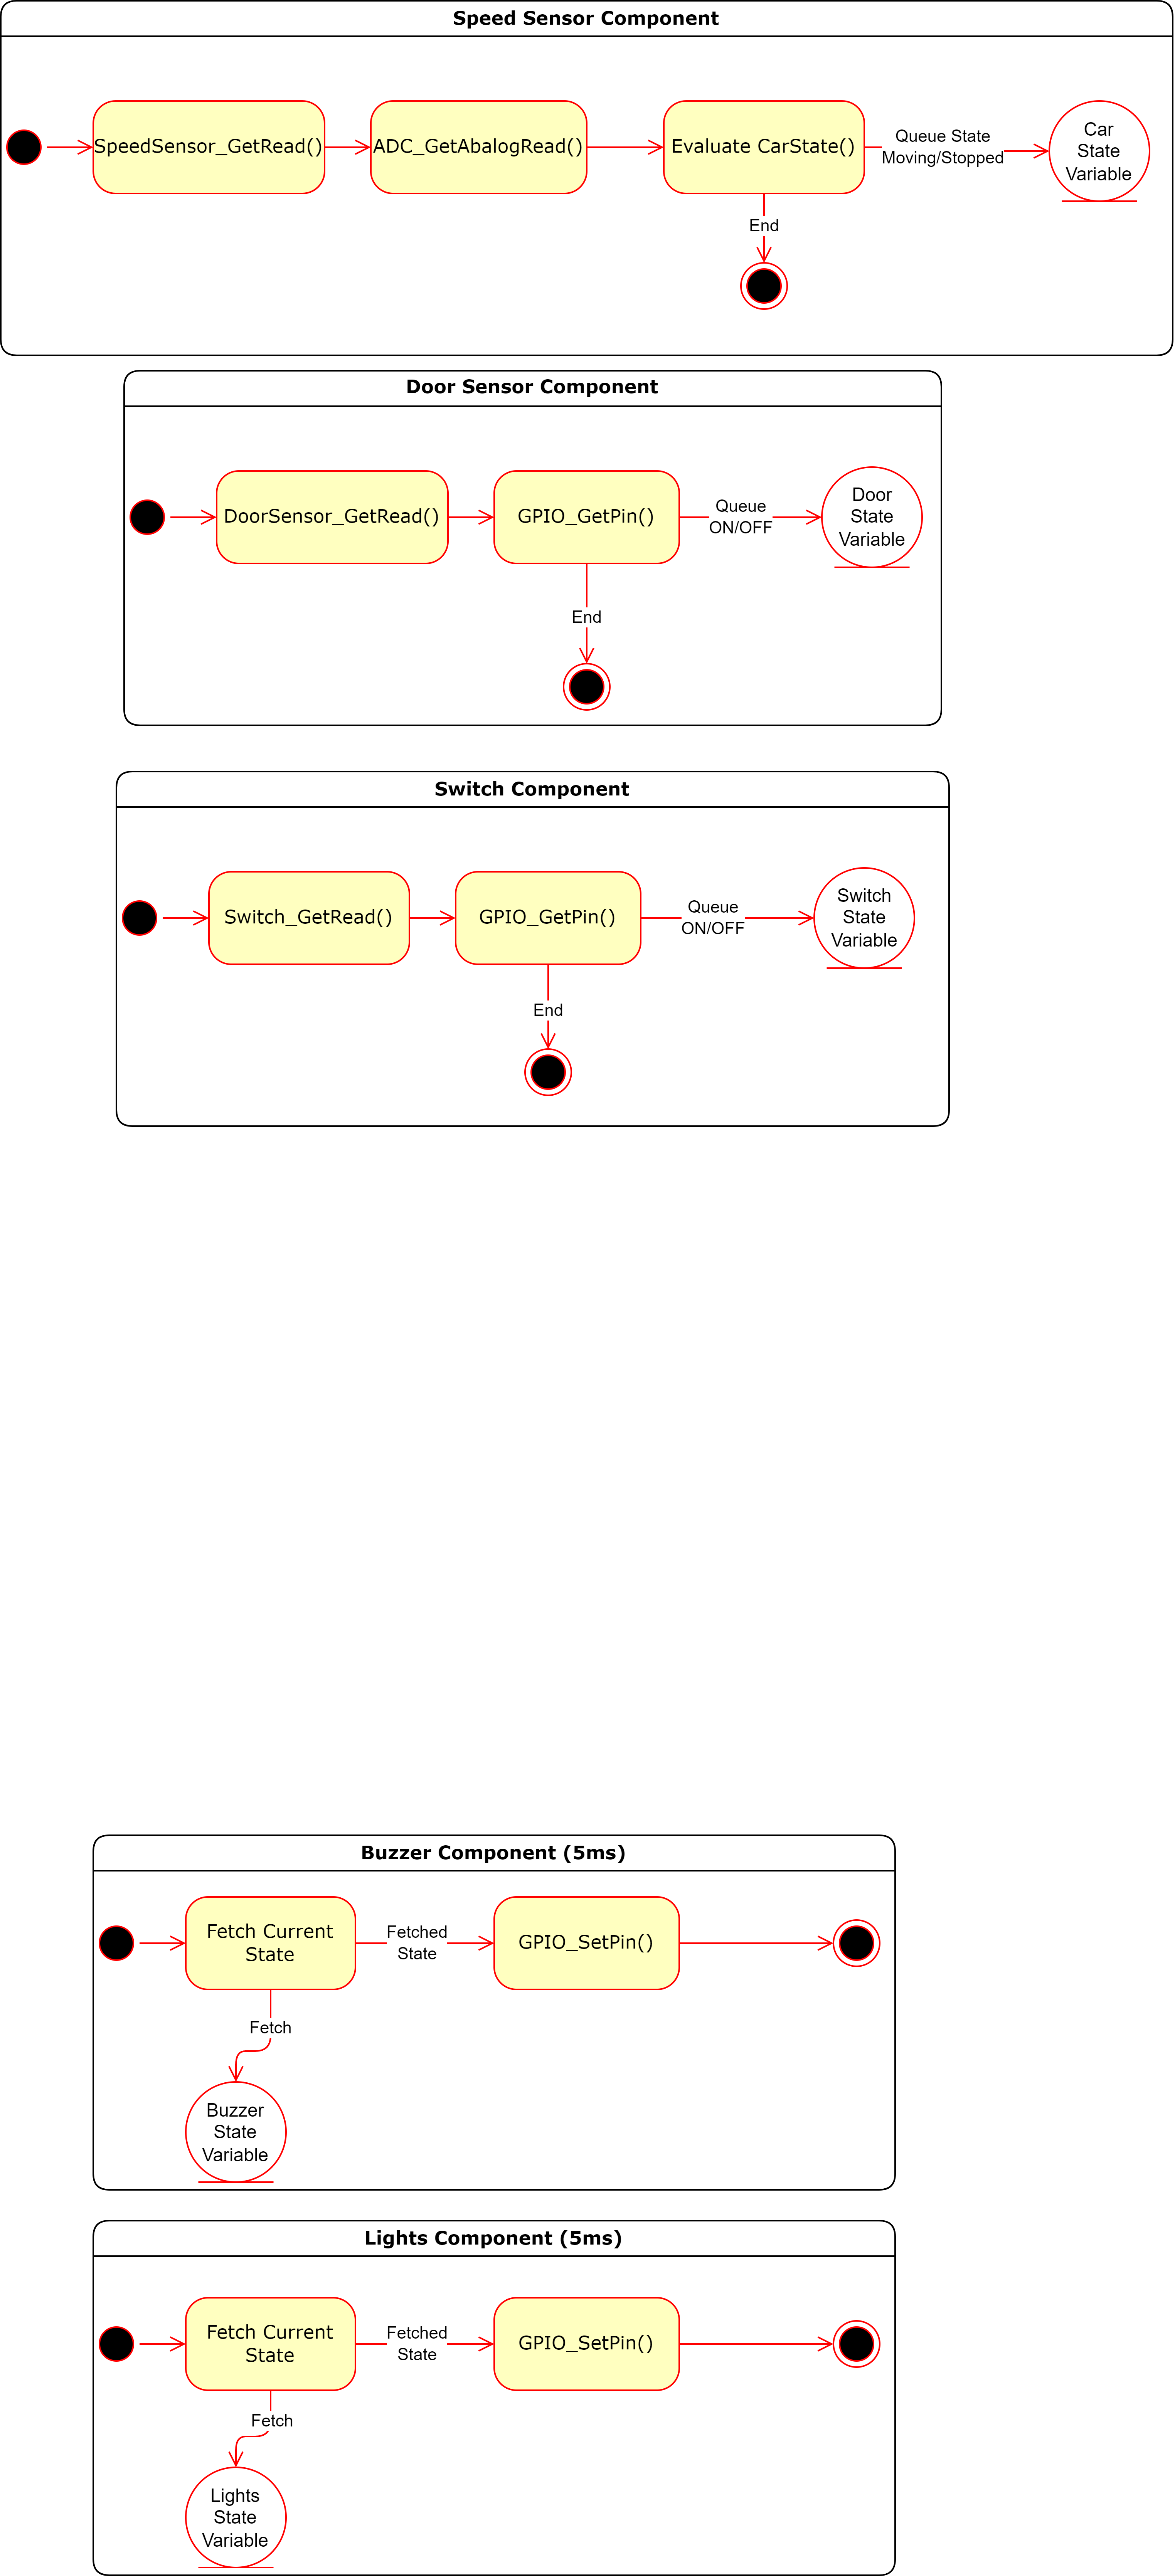 Speed Sensor Component
SpeedSensor_GetRead()
ADC_GetAbalogRead()
Evaluate CarState()
Queue State
Moving/Stopped
Car
State
Variable
End
Door Sensor Component
DoorSensor_GetRead()
GPIO_GetPin()
Queue
ON/OFF
Door
State
Variable
End
Switch Component
Switch_GetRead()
GPIO_GetPin()
Queue
ON/OFF
Switch
State
Variable
End
Buzzer Component (5ms)
Fetch Current
State
Fetched
State
GPIO_SetPin()
Fetch
Buzzer
State
Variable
Lights Component (5ms)
Fetch Current
State
Fetched
State
GPIO_SetPin()
Fetch
Lights
State
Variable